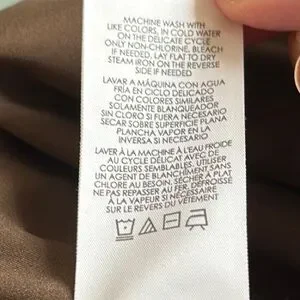 MACHINE WASH WITH
LIKE COLORS, IN COLD WATER
ON THE DELICATE CYCLE
ONLY NON-CHLORINE, BLEACH
IF NEEDED, LAY FLAT TO DRY
STEAM IRON ON THE REVERSE
SIDE IF NEEDED
LAVAR A MÁQUINA CON AGUA
FRÍA EN CICLO DELICADO
CON COLORES SIMILARES
SOLAMENTE BLANQUEADOR
SIN CLORO SI FUERA NECESARIO
SECAR SOBRE SUPERFICIE PLANA
PLANCHA VAPOR EN LA
INVERSA SI NECESARIO
LAVER À LA MACHINE À L'EAU FROIDE
AU CYCLE DÉLICAT AVEC DE
COULEURS SEMBLABLES. UTILISER
UN AGENT DE BLANCHIMENT SANS
CHLORE AU BESOIN, SÉCHER À PLAT
NE PAS REPASSER AU FER, DÉFROISSER
À LA VAPEUR SI NÉCESSAIRE
SUR LE REVERS DU VÊTEMENT